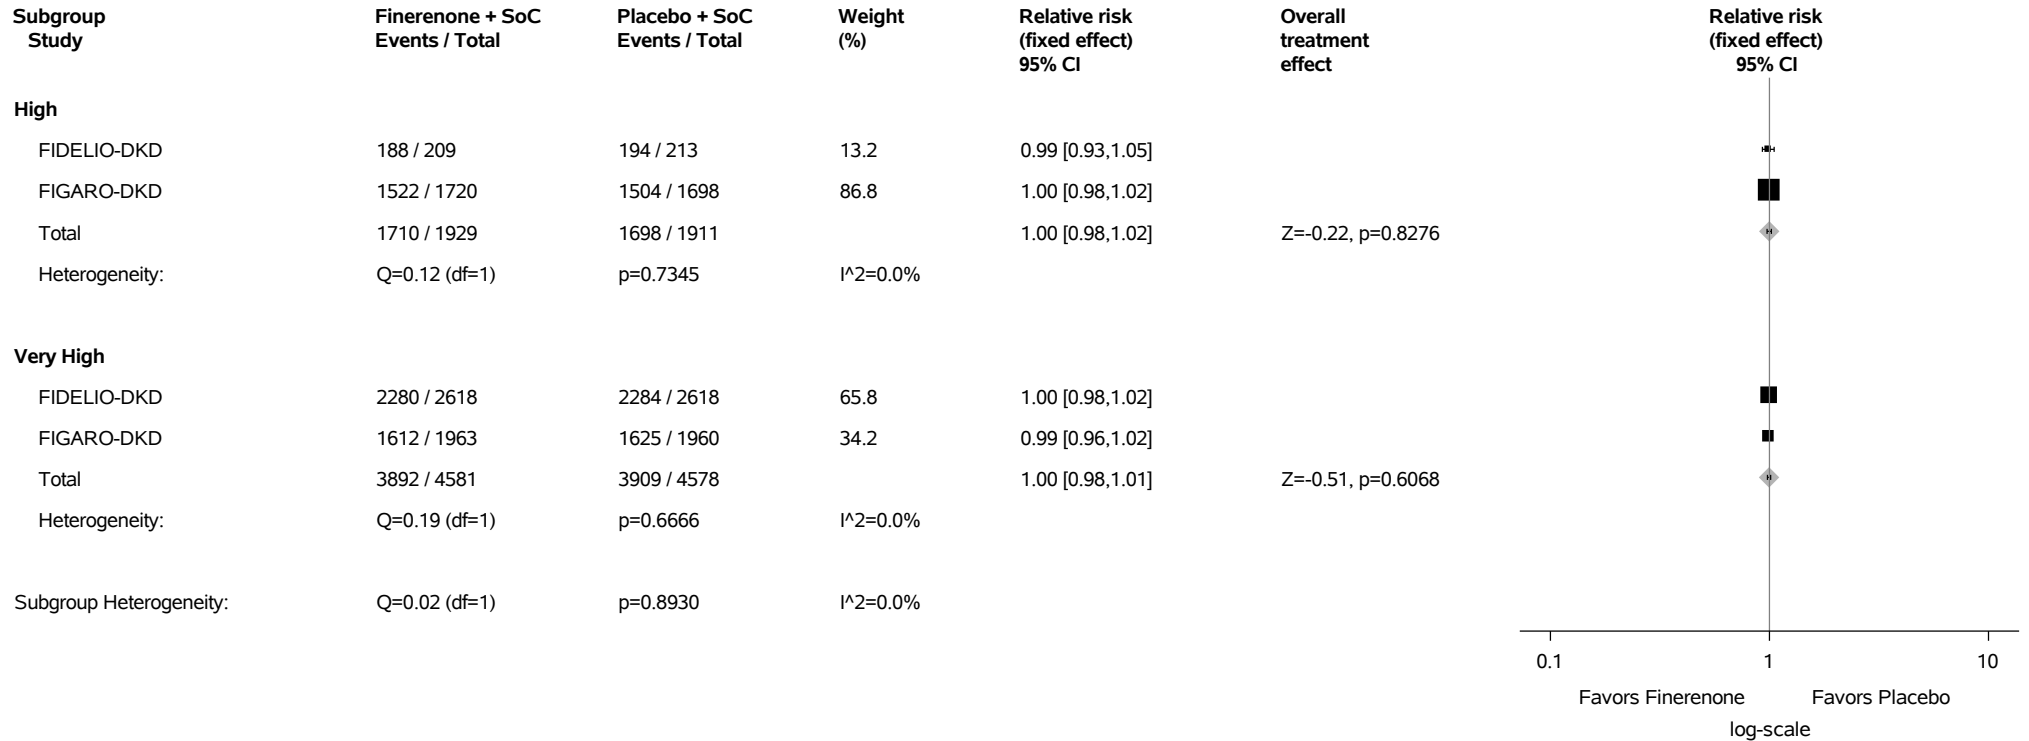 Subgroup Finerenone + SoC Placebo + SoC Weight Relative risk Overall Relative risk
Study Events / Total Events / Total (%) (fixed effect) treatment (fixed effect)
95% CI effect 95% CI
High
FIDELIO-DKD 188 / 209 194 / 213 13.2 0.99 [0.93,1.05]
FIGARO-DKD 1522 / 1720 1504 / 1698 86.8 1.00 [0.98,1.02]
Total 1710 / 1929 1698 / 1911 1.00 [0.98,1.02] Z=-0.22, p=0.8276
Heterogeneity: Q=0.12 (df=1) p=0.7345 I^2=0.0%
Very High
FIDELIO-DKD 2280 / 2618 2284 / 2618 65.8 1.00 [0.98,1.02]
FIGARO-DKD 1612 / 1963 1625 / 1960 34.2 0.99 [0.96,1.02]
Total 3892 / 4581 3909 / 4578 1.00 [0.98,1.01] Z=-0.51, p=0.6068
Heterogeneity: Q=0.19 (df=1) p=0.6666 I^2=0.0%
Subgroup Heterogeneity: Q=0.02 (df=1) p=0.8930 I^2=0.0%
0.1 1 10
Favors Finerenone Favors Placebo
log-scale